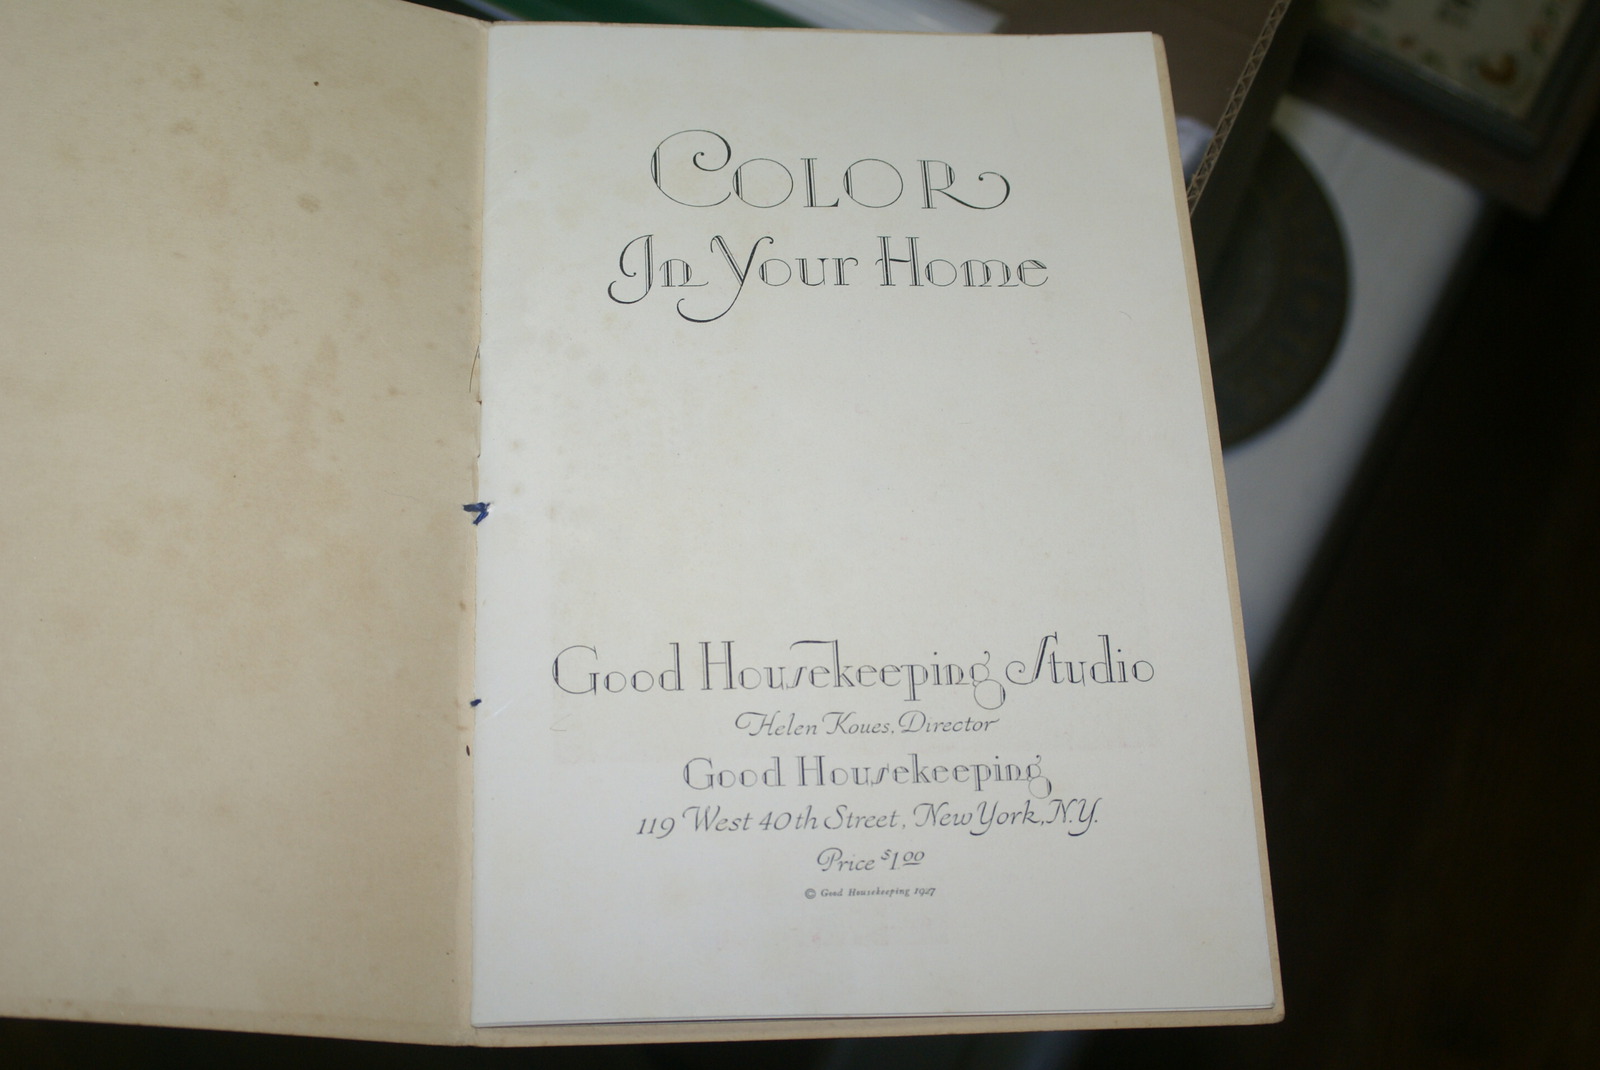 COLOR
In Your Home
Good Housekeeping Studio
Helen Koues, Director
Good Housekeeping
119 West 40th Street, New York, N.Y.
Price $1.00
© Good Housekeeping 1927